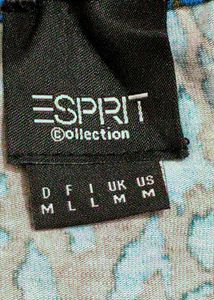 ESPRIT
©ollection
D F I UK US
M L L M M